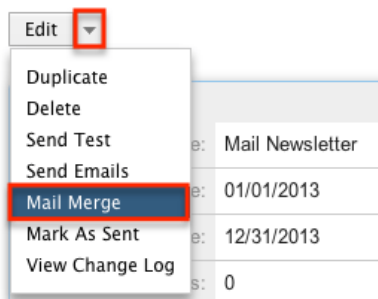 Edit
Duplicate
Delete
Send Test
Send Emails
Mail Merge
Mark As Sent
View Change Log
e: Mail Newsletter
e: 01/01/2013
e: 12/31/2013
s: 0